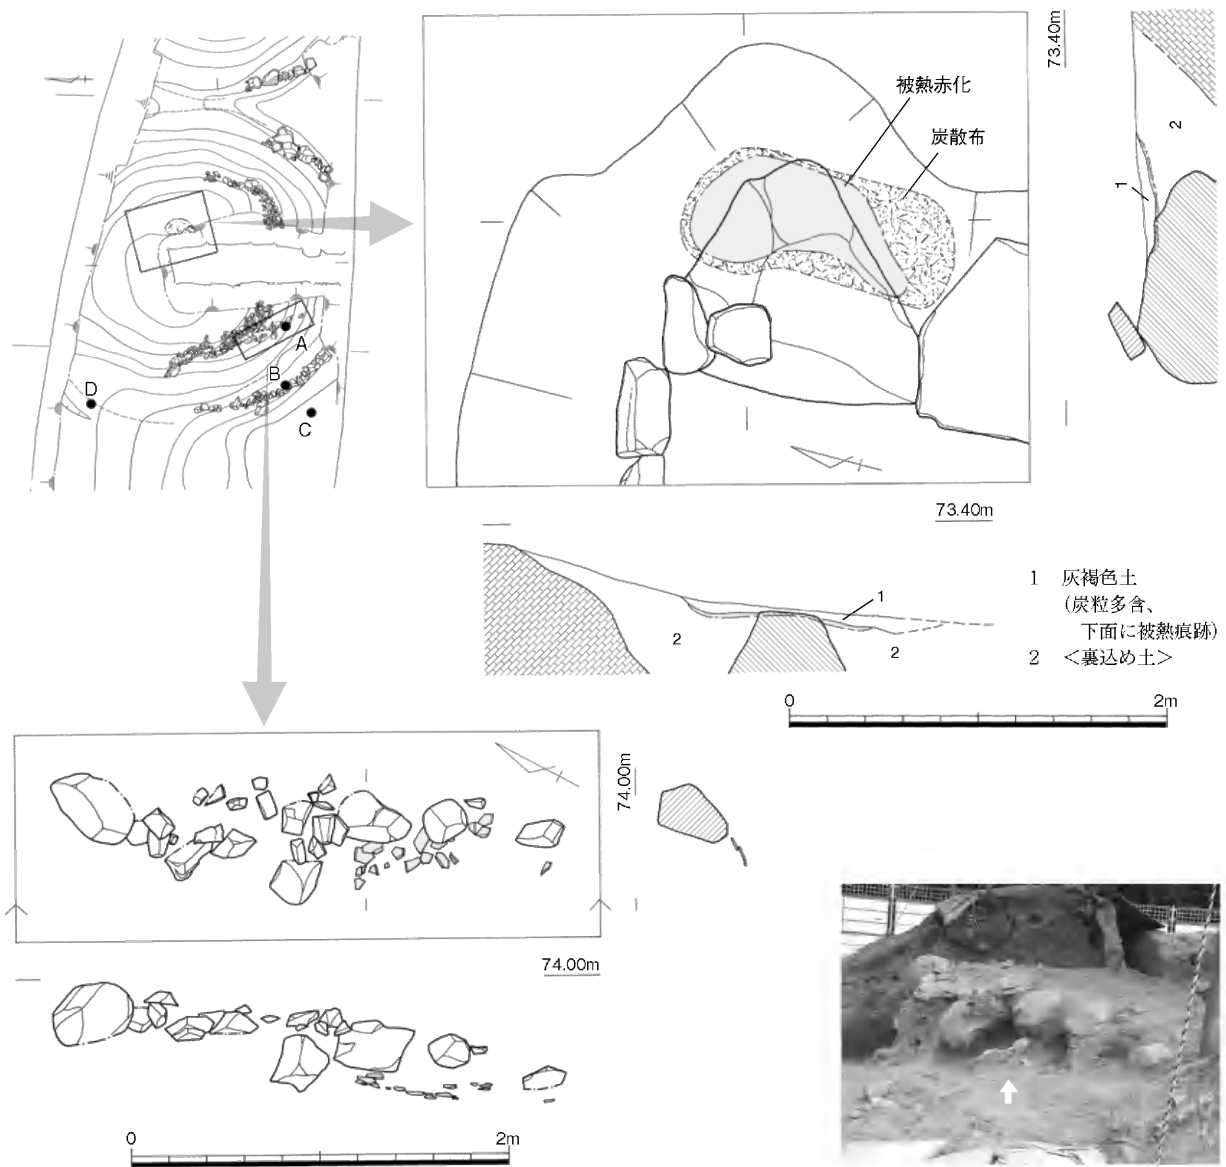 被熱赤化
炭散布
73.40m
2
1
A
B
C
D
73.40m
1
2
2
1 灰褐色土
(炭粒多含、
下面に被熱痕跡)
2 <裏込め土>
0 2m
74.00m
74.00m
0 2m